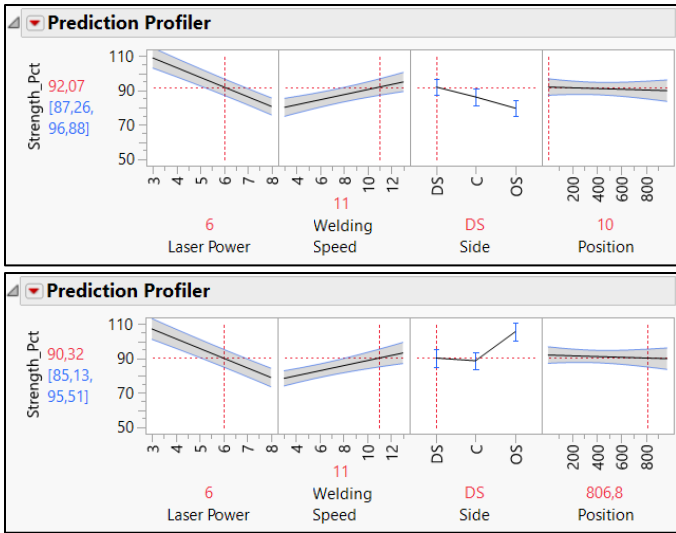 Prediction Profiler
110
90
70
50
Strength_Pct
92,07
[87,26,
96,88]
3 4 5 6 7 8
4 6 8 10 12
DS C OS
200 400 600 800
6
Laser Power
11
Welding
Speed
DS
Side
10
Position
Prediction Profiler
110
90
70
50
Strength_Pct
90,32
[85,13,
95,51]
3 4 5 6 7 8
4 6 8 10 12
DS C OS
200 400 600 800
6
Laser Power
11
Welding
Speed
DS
Side
806,8
Position